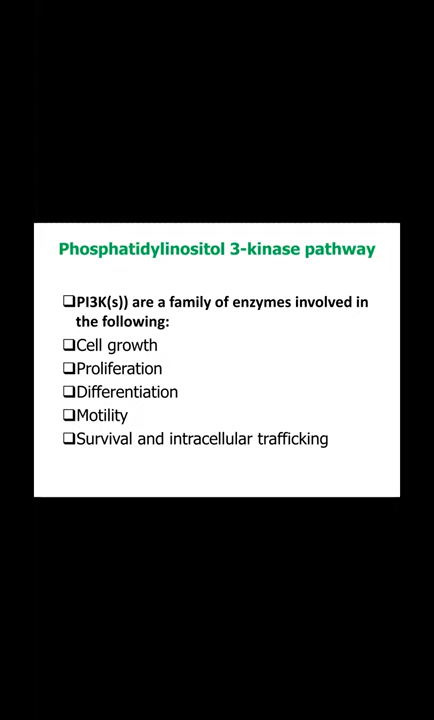 Phosphatidylinositol 3-kinase pathway
❑PI3K(s)) are a family of enzymes involved in
the following:
❑Cell growth
❑Proliferation
❑Differentiation
❑Motility
❑Survival and intracellular trafficking